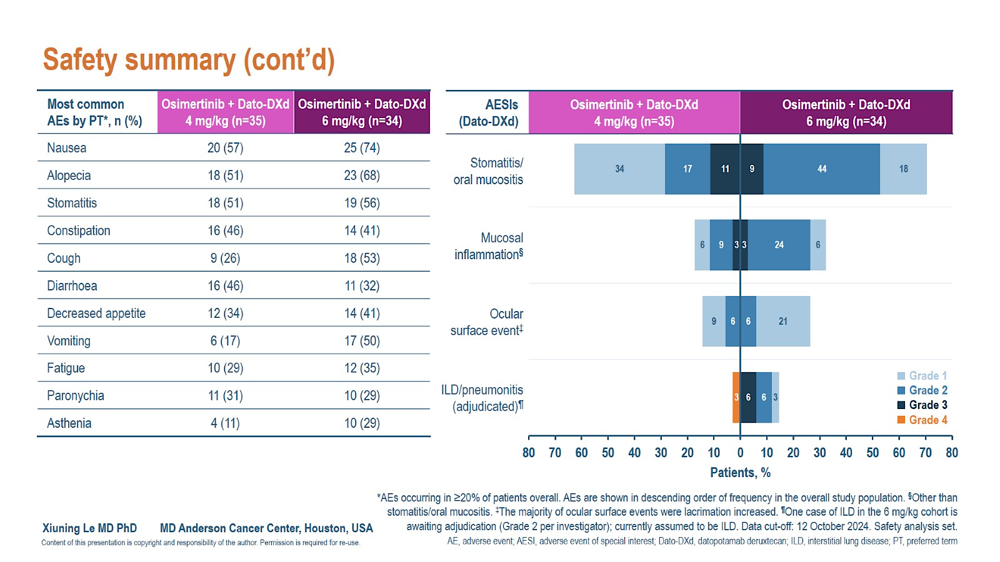 Safety summary (cont’d)
Most common AEs by PT*, n (%) Osimertinib + Dato-DXd 4 mg/kg (n=35) Osimertinib + Dato-DXd 6 mg/kg (n=34)
Nausea 20 (57) 25 (74)
Alopecia 18 (51) 23 (68)
Stomatitis 18 (51) 19 (56)
Constipation 16 (46) 14 (41)
Cough 9 (26) 18 (53)
Diarrhoea 16 (46) 11 (32)
Decreased appetite 12 (34) 14 (41)
Vomiting 6 (17) 17 (50)
Fatigue 10 (29) 12 (35)
Paronychia 11 (31) 10 (29)
Asthenia 4 (11) 10 (29)
AESIs (Dato-DXd) Osimertinib + Dato-DXd 4 mg/kg (n=35) Osimertinib + Dato-DXd 6 mg/kg (n=34)
Stomatitis/
oral mucositis
34 17 11 9 44 18
Mucosal
inflammation§
6 9 3 3 24 6
Ocular
surface event‡
9 6 6 21
ILD/pneumonitis
(adjudicated)¶
3 6 6 3
Grade 1
Grade 2
Grade 3
Grade 4
80 70 60 50 40 30 20 10 0 10 20 30 40 50 60 70 80
Patients, %
*AEs occurring in ≥20% of patients overall. AEs are shown in descending order of frequency in the overall study population. §Other than
stomatitis/oral mucositis. ‡The majority of ocular surface events were lacrimation increased. ¶One case of ILD in the 6 mg/kg cohort is
awaiting adjudication (Grade 2 per investigator); currently assumed to be ILD. Data cut-off: 12 October 2024. Safety analysis set.
AE, adverse event; AESI, adverse event of special interest; Dato-DXd, datopotamab deruxtecan; ILD, interstitial lung disease; PT, preferred term
Xiuning Le MD PhD MD Anderson Cancer Center, Houston, USA
Content of this presentation is copyright and responsibility of the author. Permission is required for re-use.